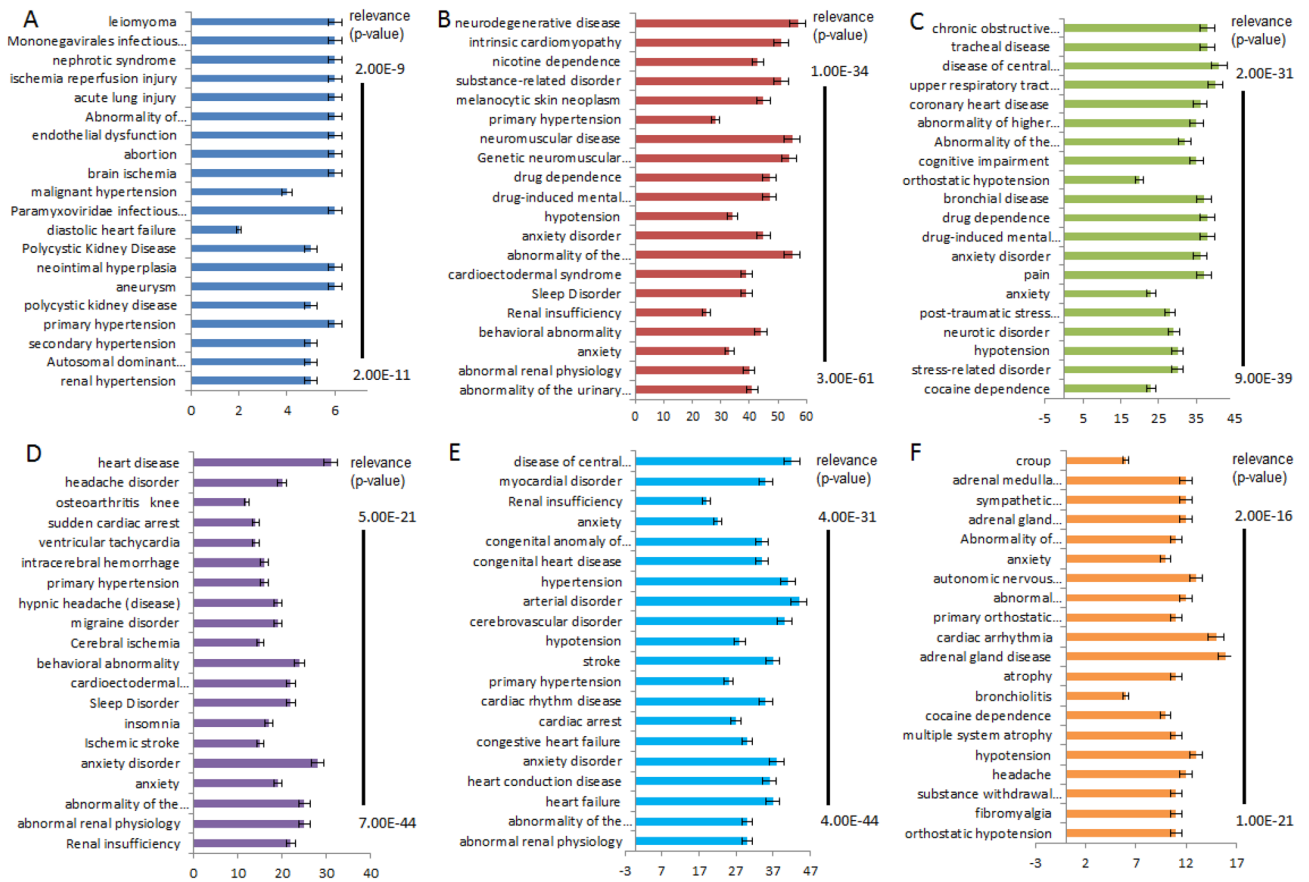 A
relevance
(p-value)
leiomyoma
Mononegavirales infectious...
nephrotic syndrome
ischemia reperfusion injury
acute lung injury
Abnormality of...
endothelial dysfunction
abortion
brain ischemia
malignant hypertension
Paramyxoviridae infectious...
diastolic heart failure
Polycystic Kidney Disease
neointimal hyperplasia
aneurysm
polycystic kidney disease
primary hypertension
secondary hypertension
Autosomal dominant...
renal hypertension
2.00E-9
2.00E-11
0 2 4 6
B
relevance
(p-value)
neurodegenerative disease
intrinsic cardiomyopathy
nicotine dependence
substance-related disorder
melanocytic skin neoplasm
primary hypertension
neuromuscular disease
Genetic neuromuscular...
drug dependence
drug-induced mental...
hypotension
anxiety disorder
abnormality of the...
cardioectodermal syndrome
Sleep Disorder
Renal insufficiency
behavioral abnormality
anxiety
abnormal renal physiology
abnormality of the urinary...
1.00E-34
3.00E-61
0 10 20 30 40 50 60
C
relevance
(p-value)
chronic obstructive...
tracheal disease
disease of central...
upper respiratory tract...
coronary heart disease
abnormality of higher...
Abnormality of the...
cognitive impairment
orthostatic hypotension
bronchial disease
drug dependence
drug-induced mental...
anxiety disorder
pain
anxiety
post-traumatic stress...
neurotic disorder
hypotension
stress-related disorder
cocaine dependence
2.00E-31
9.00E-39
-5 5 15 25 35 45
D
relevance
(p-value)
heart disease
headache disorder
osteoarthritis knee
sudden cardiac arrest
ventricular tachycardia
intracerebral hemorrhage
primary hypertension
hypnic headache (disease)
migraine disorder
Cerebral ischemia
behavioral abnormality
cardioectodermal...
Sleep Disorder
insomnia
Ischemic stroke
anxiety disorder
anxiety
abnormality of the...
abnormal renal physiology
Renal insufficiency
5.00E-21
7.00E-44
0 10 20 30 40
E
relevance
(p-value)
disease of central...
myocardial disorder
Renal insufficiency
anxiety
congenital anomaly of...
congenital heart disease
hypertension
arterial disorder
cerebrovascular disorder
hypotension
stroke
primary hypertension
cardiac rhythm disease
cardiac arrest
congestive heart failure
anxiety disorder
heart conduction disease
heart failure
abnormality of the...
abnormal renal physiology
4.00E-31
4.00E-44
-3 7 17 27 37 47
F
relevance
(p-value)
croup
adrenal medulla...
sympathetic...
adrenal gland...
Abnormality of...
anxiety
autonomic nervous...
abnormal...
primary orthostatic...
cardiac arrhythmia
adrenal gland disease
atrophy
bronchiolitis
cocaine dependence
multiple system atrophy
hypotension
headache
substance withdrawal...
fibromyalgia
orthostatic hypotension
2.00E-16
1.00E-21
-3 2 7 12 17